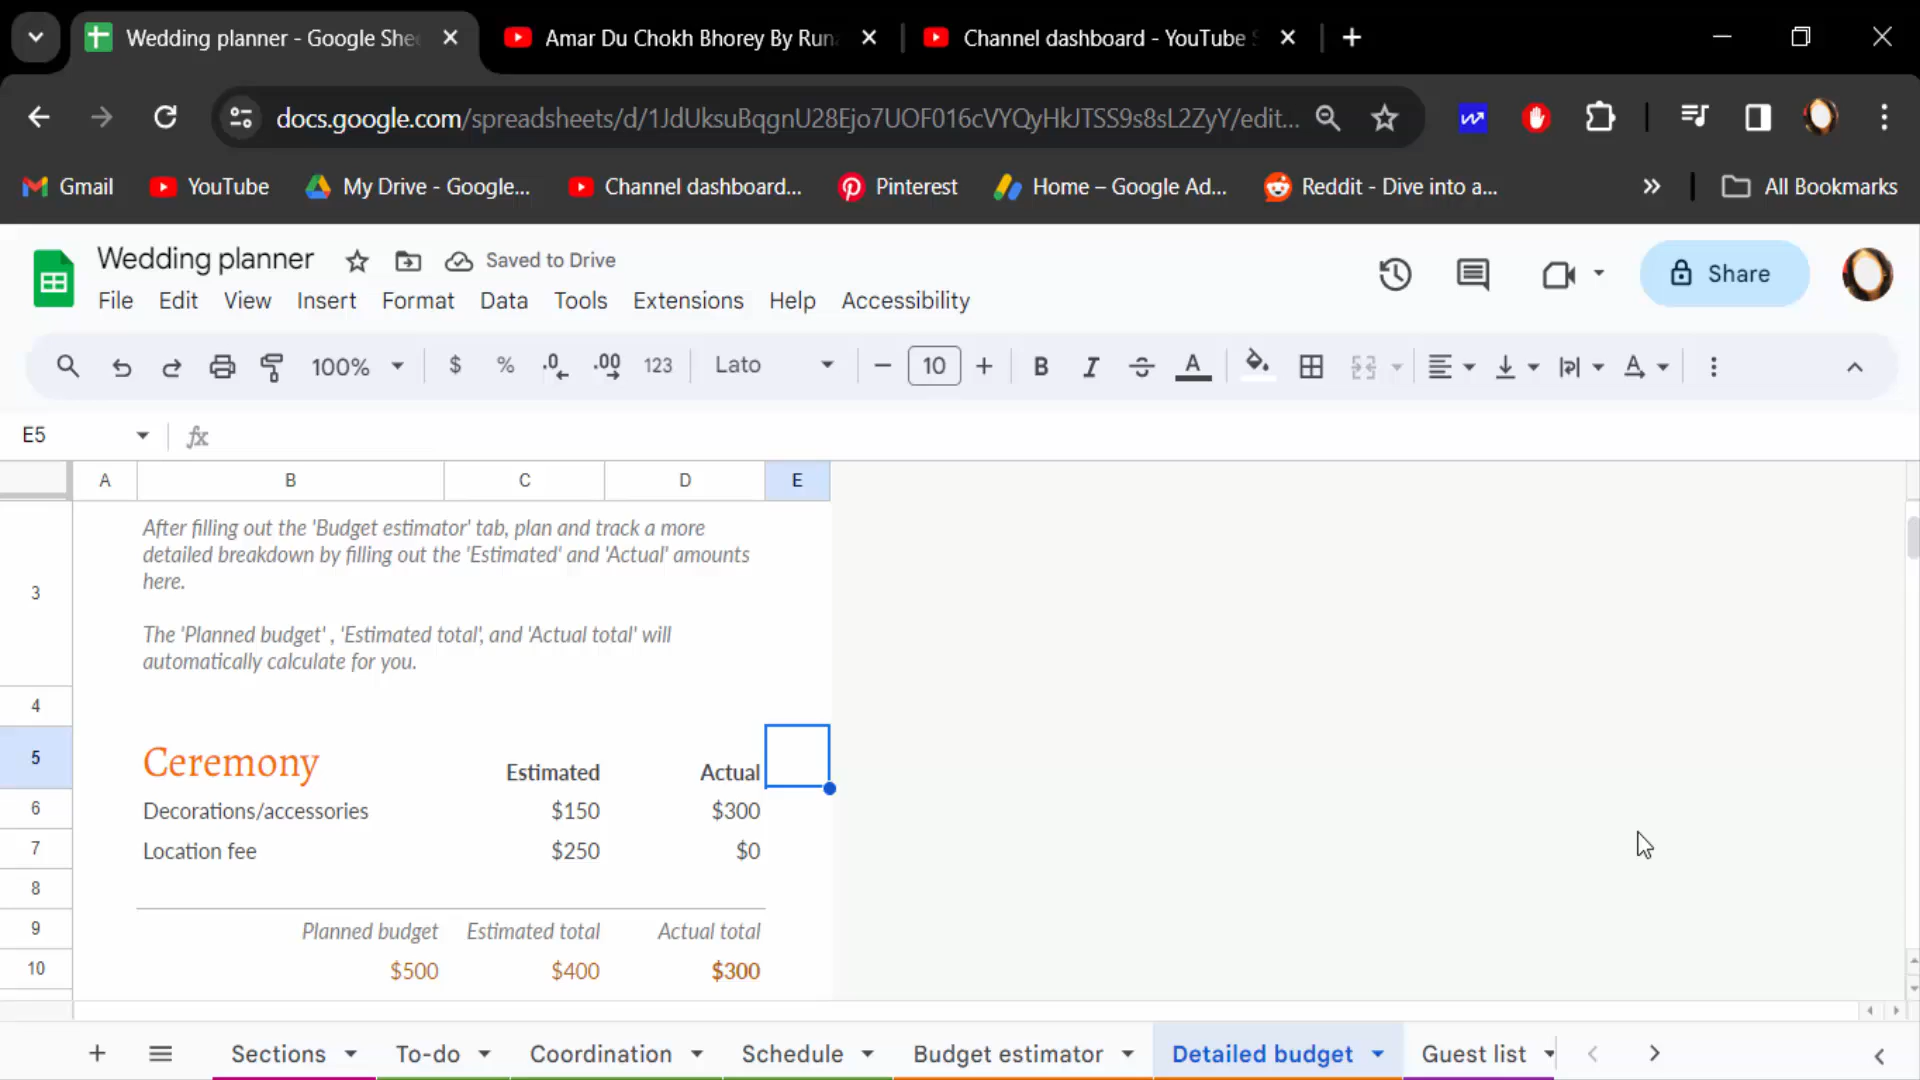 Wedding planner - Google She
Amar Du Chokh Bhorey By Run
Channel dashboard - YouTube S
docs.google.com/spreadsheets/d/1JdUksuBqgnU28Ejo7UOF016cVYQyHkJTSS9s8sL2ZyY/edit...
Gmail
YouTube
My Drive - Google...
Channel dashboard...
Pinterest
Home – Google Ad...
Reddit - Dive into a...
All Bookmarks
Wedding planner
Saved to Drive
Share
File Edit View Insert Format Data Tools Extensions Help Accessibility
100% $ % .0 .00 123 Lato 10 B I S A A
E5 fx
A B C D E
After filling out the 'Budget estimator' tab, plan and track a more
detailed breakdown by filling out the 'Estimated' and 'Actual' amounts
3 here.
The 'Planned budget' , 'Estimated total', and 'Actual total' will
automatically calculate for you.
4
5 Ceremony Estimated Actual
6 Decorations/accessories $150 $300
7 Location fee $250 $0
8
9 Planned budget Estimated total Actual total
10 $500 $400 $300
Sections To-do Coordination Schedule Budget estimator Detailed budget Guest list